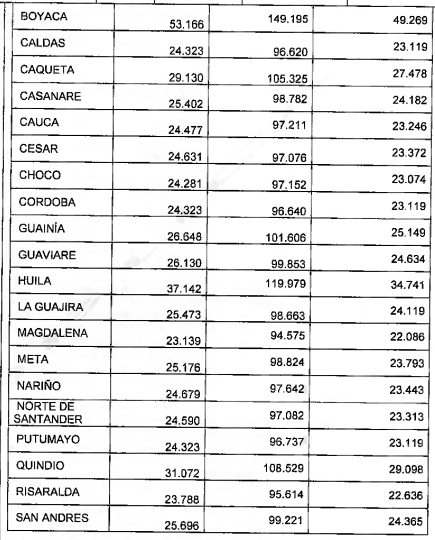 BOYACA 53.166 149.195 49.269
CALDAS 24.323 96.620 23.119
CAQUETA 29.130 105.325 27.478
CASANARE 25.402 98.782 24.182
CAUCA 24.477 97.211 23.246
CESAR 24.631 97.076 23.372
CHOCO 24.281 97.152 23.074
CORDOBA 24.323 96.640 23.119
GUAINÍA 26.648 101.606 25.149
GUAVIARE 26.130 99.853 24.634
HUILA 37.142 119.979 34.741
LA GUAJIRA 25.473 98.663 24.119
MAGDALENA 23.139 94.575 22.086
META 25.176 98.824 23.793
NARIÑO 24.679 97.642 23.443
NORTE DE
SANTANDER 24.590 97.082 23.313
PUTUMAYO 24.323 96.737 23.119
QUINDIO 31.072 108.529 29.098
RISARALDA 23.788 95.614 22.636
SAN ANDRES 25.696 99.221 24.365